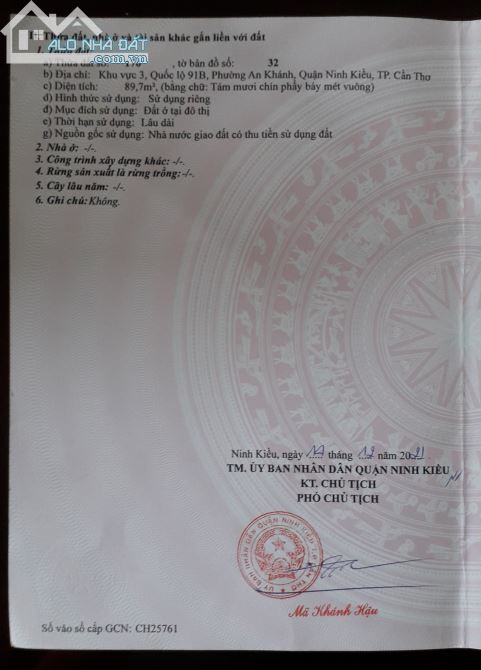 ALO NHÀ ĐẤT
I. Thửa đất, nhà ở và tài sản khác gắn liền với đất
1. Thửa đất:
a) Thửa đất số: tờ bản đồ số: 32
b) Địa chỉ: Khu vực 3, Quốc lộ 91B, Phường An Khánh, Quận Ninh Kiều, TP. Cần Thơ
c) Diện tích: 89,7m², (bằng chữ: Tám mươi chín phẩy bảy mét vuông)
d) Hình thức sử dụng: Sử dụng riêng
đ) Mục đích sử dụng: Đất ở tại đô thị
e) Thời hạn sử dụng: Lâu dài
g) Nguồn gốc sử dụng: Nhà nước giao đất có thu tiền sử dụng đất.
2. Nhà ở: -/-.
3. Công trình xây dựng khác: -/-.
4. Rừng sản xuất là rừng trồng:-/-.
5. Cây lâu năm: -/-.
6. Ghi chú:Không.
Ninh Kiều, ngày tháng 12 năm 2021
TM. ỦY BAN NHÂN DÂN QUẬN NINH KIỀU
KT. CHỦ TỊCH
PHÓ CHỦ TỊCH
ỦY BAN NHÂN DÂN QUẬN NINH KIỀU T.P CẦN THƠ
Mã Khánh Hậu
Số vào sổ cấp GCN: CH25761